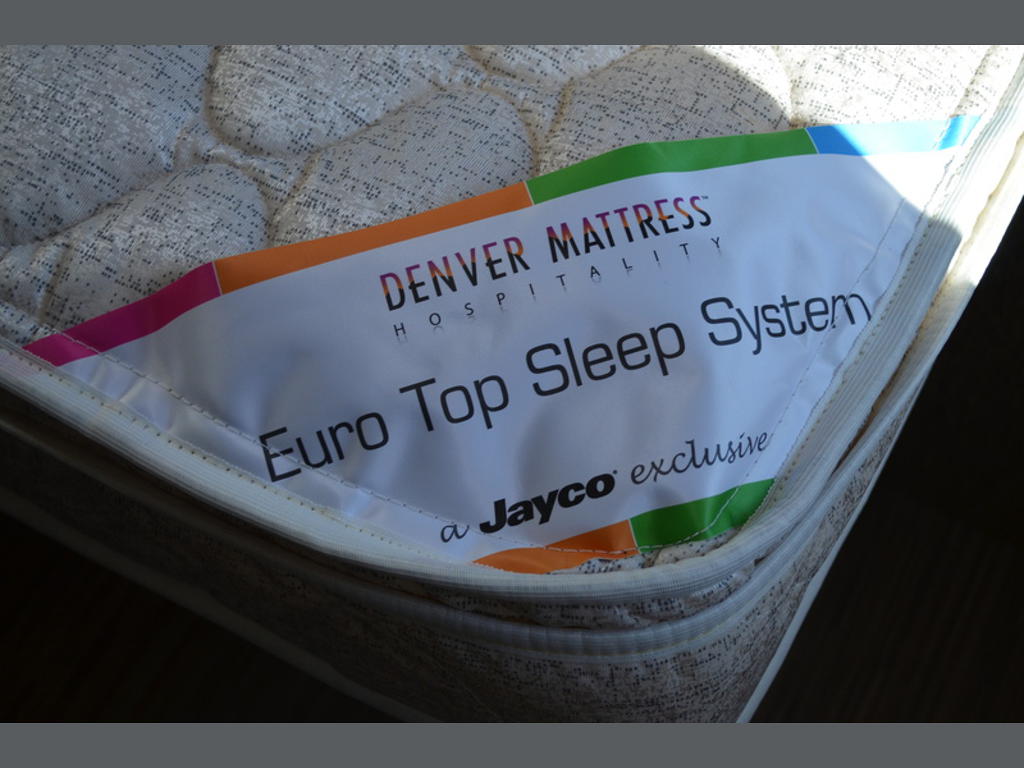 DENVER MATTRESS™
HOSPITALITY
Euro Top Sleep System
a Jayco® exclusive